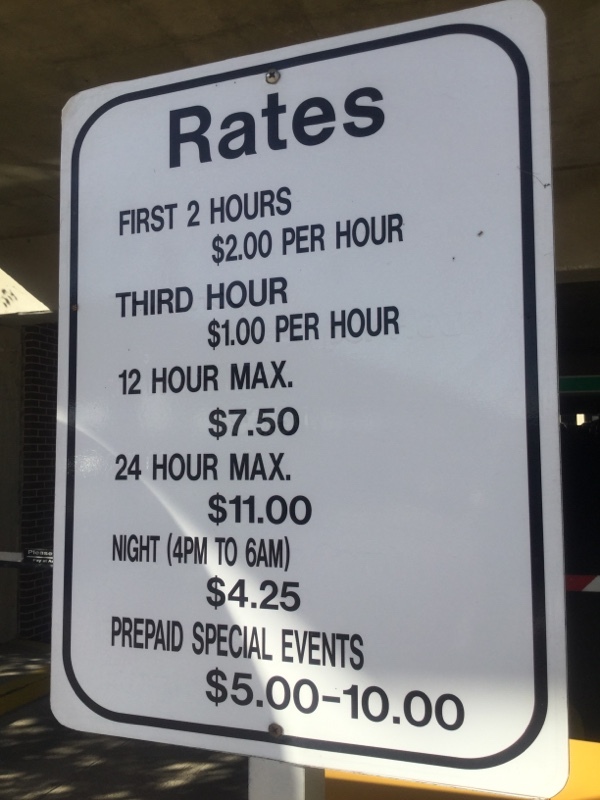 Rates
FIRST 2 HOURS
$2.00 PER HOUR
THIRD HOUR
$1.00 PER HOUR
12 HOUR MAX.
$7.50
24 HOUR MAX.
$11.00
NIGHT (4PM TO 6AM)
$4.25
PREPAID SPECIAL EVENTS
$5.00-10.00
Please